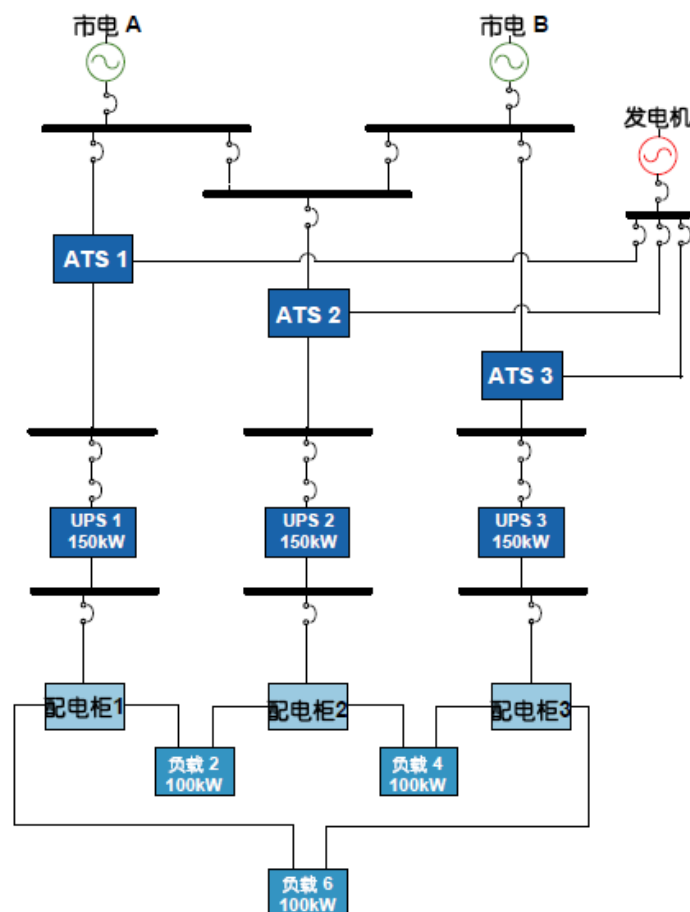 市电 A
市电 B
发电机
ATS 1
ATS 2
ATS 3
UPS 1
150kW
UPS 2
150kW
UPS 3
150kW
配电柜1
配电柜2
配电柜3
负载 2
100kW
负载 4
100kW
负载 6
100kW